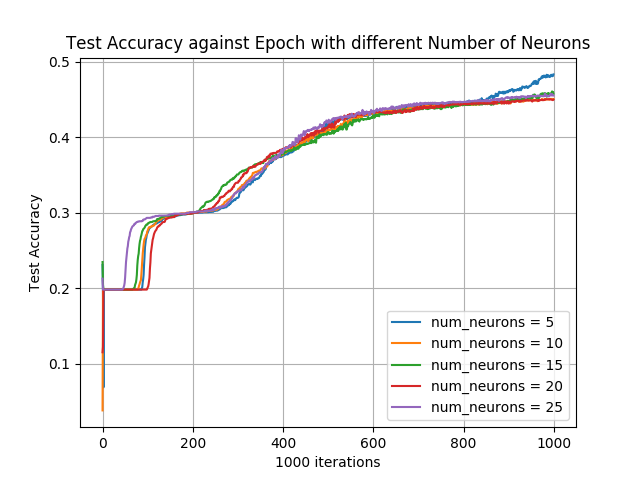 Test Accuracy against Epoch with different Number of Neurons
0.5
0.4
0.3
0.2
0.1
Test Accuracy
0 200 400 600 800 1000
1000 iterations
num_neurons = 5
num_neurons = 10
num_neurons = 15
num_neurons = 20
num_neurons = 25